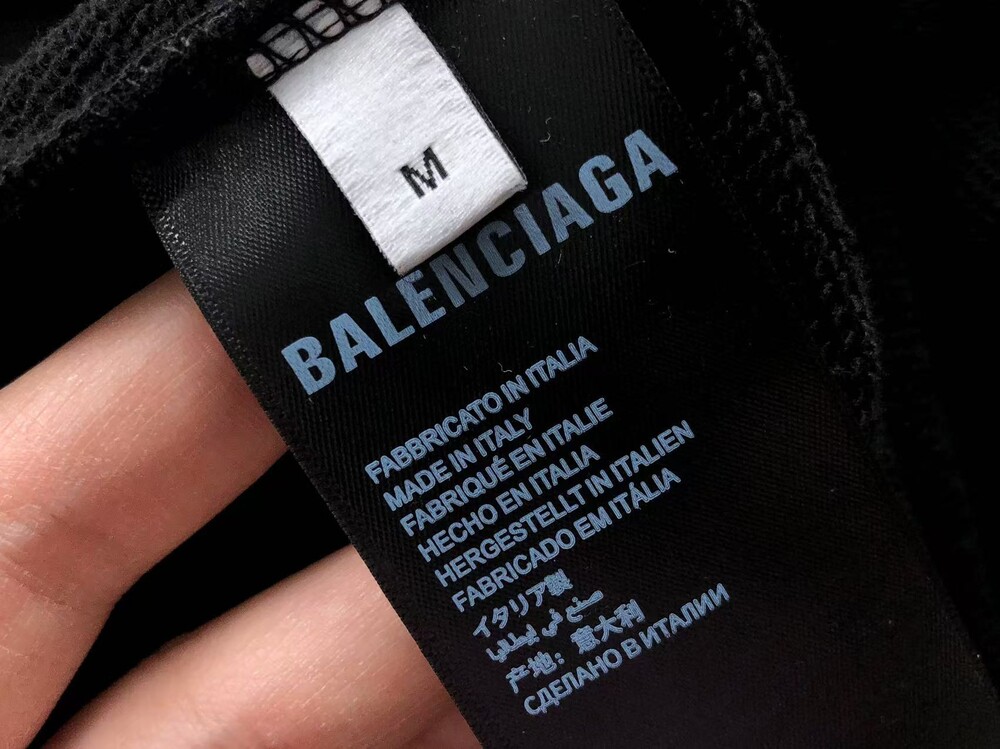 M
BALENCIAGA
FABBRICATO IN ITALIA
MADE IN ITALY
FABRIQUÉ EN ITALIE
HECHO EN ITALIA
HERGESTELLT IN ITALIEN
FABRICADO EM ITÁLIA
イタリア製
صنع في إيطاليا
产地：意大利
СДЕЛАНО В ИТАЛИИ